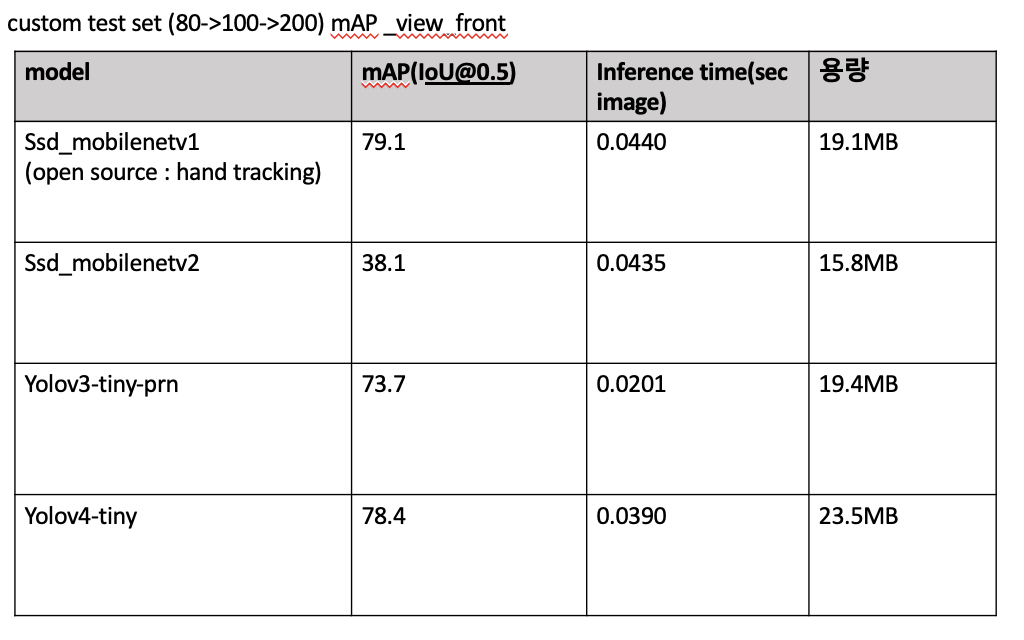 custom test set (80->100->200) mAP _view_front
model mAP(IoU@0.5) Inference time(sec 용량
image)
Ssd_mobilenetv1 79.1 0.0440 19.1MB
(open source : hand tracking)
Ssd_mobilenetv2 38.1 0.0435 15.8MB
Yolov3-tiny-prn 73.7 0.0201 19.4MB
Yolov4-tiny 78.4 0.0390 23.5MB